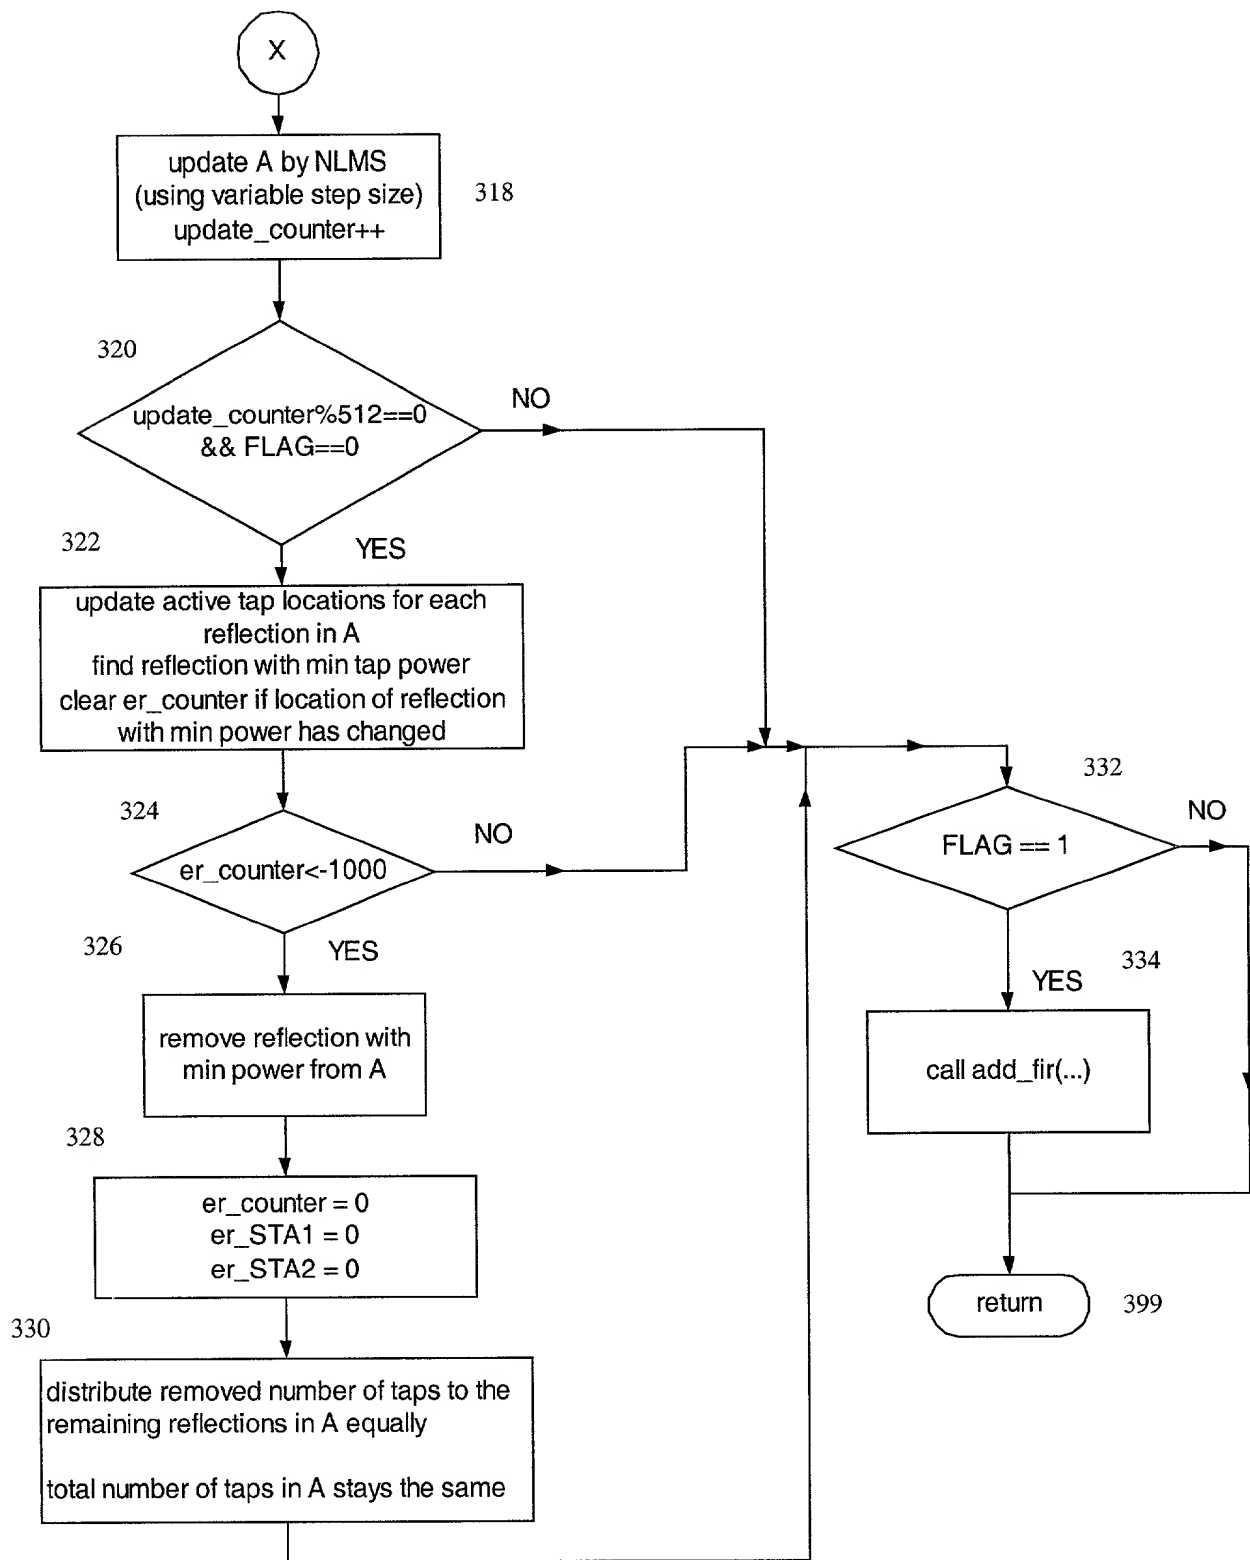 X
update A by NLMS
(using variable step size)
update_counter++
318
320
update_counter%512==0
&& FLAG==0
NO
322
YES
update active tap locations for each
reflection in A
find reflection with min tap power
clear er_counter if location of reflection
with min power has changed
324
er_counter<-1000
NO
326
YES
remove reflection with
min power from A
328
er_counter = 0
er_STA1 = 0
er_STA2 = 0
330
distribute removed number of taps to the
remaining reflections in A equally
total number of taps in A stays the same
332
FLAG == 1
NO
334
YES
call add_fir(...)
return
399